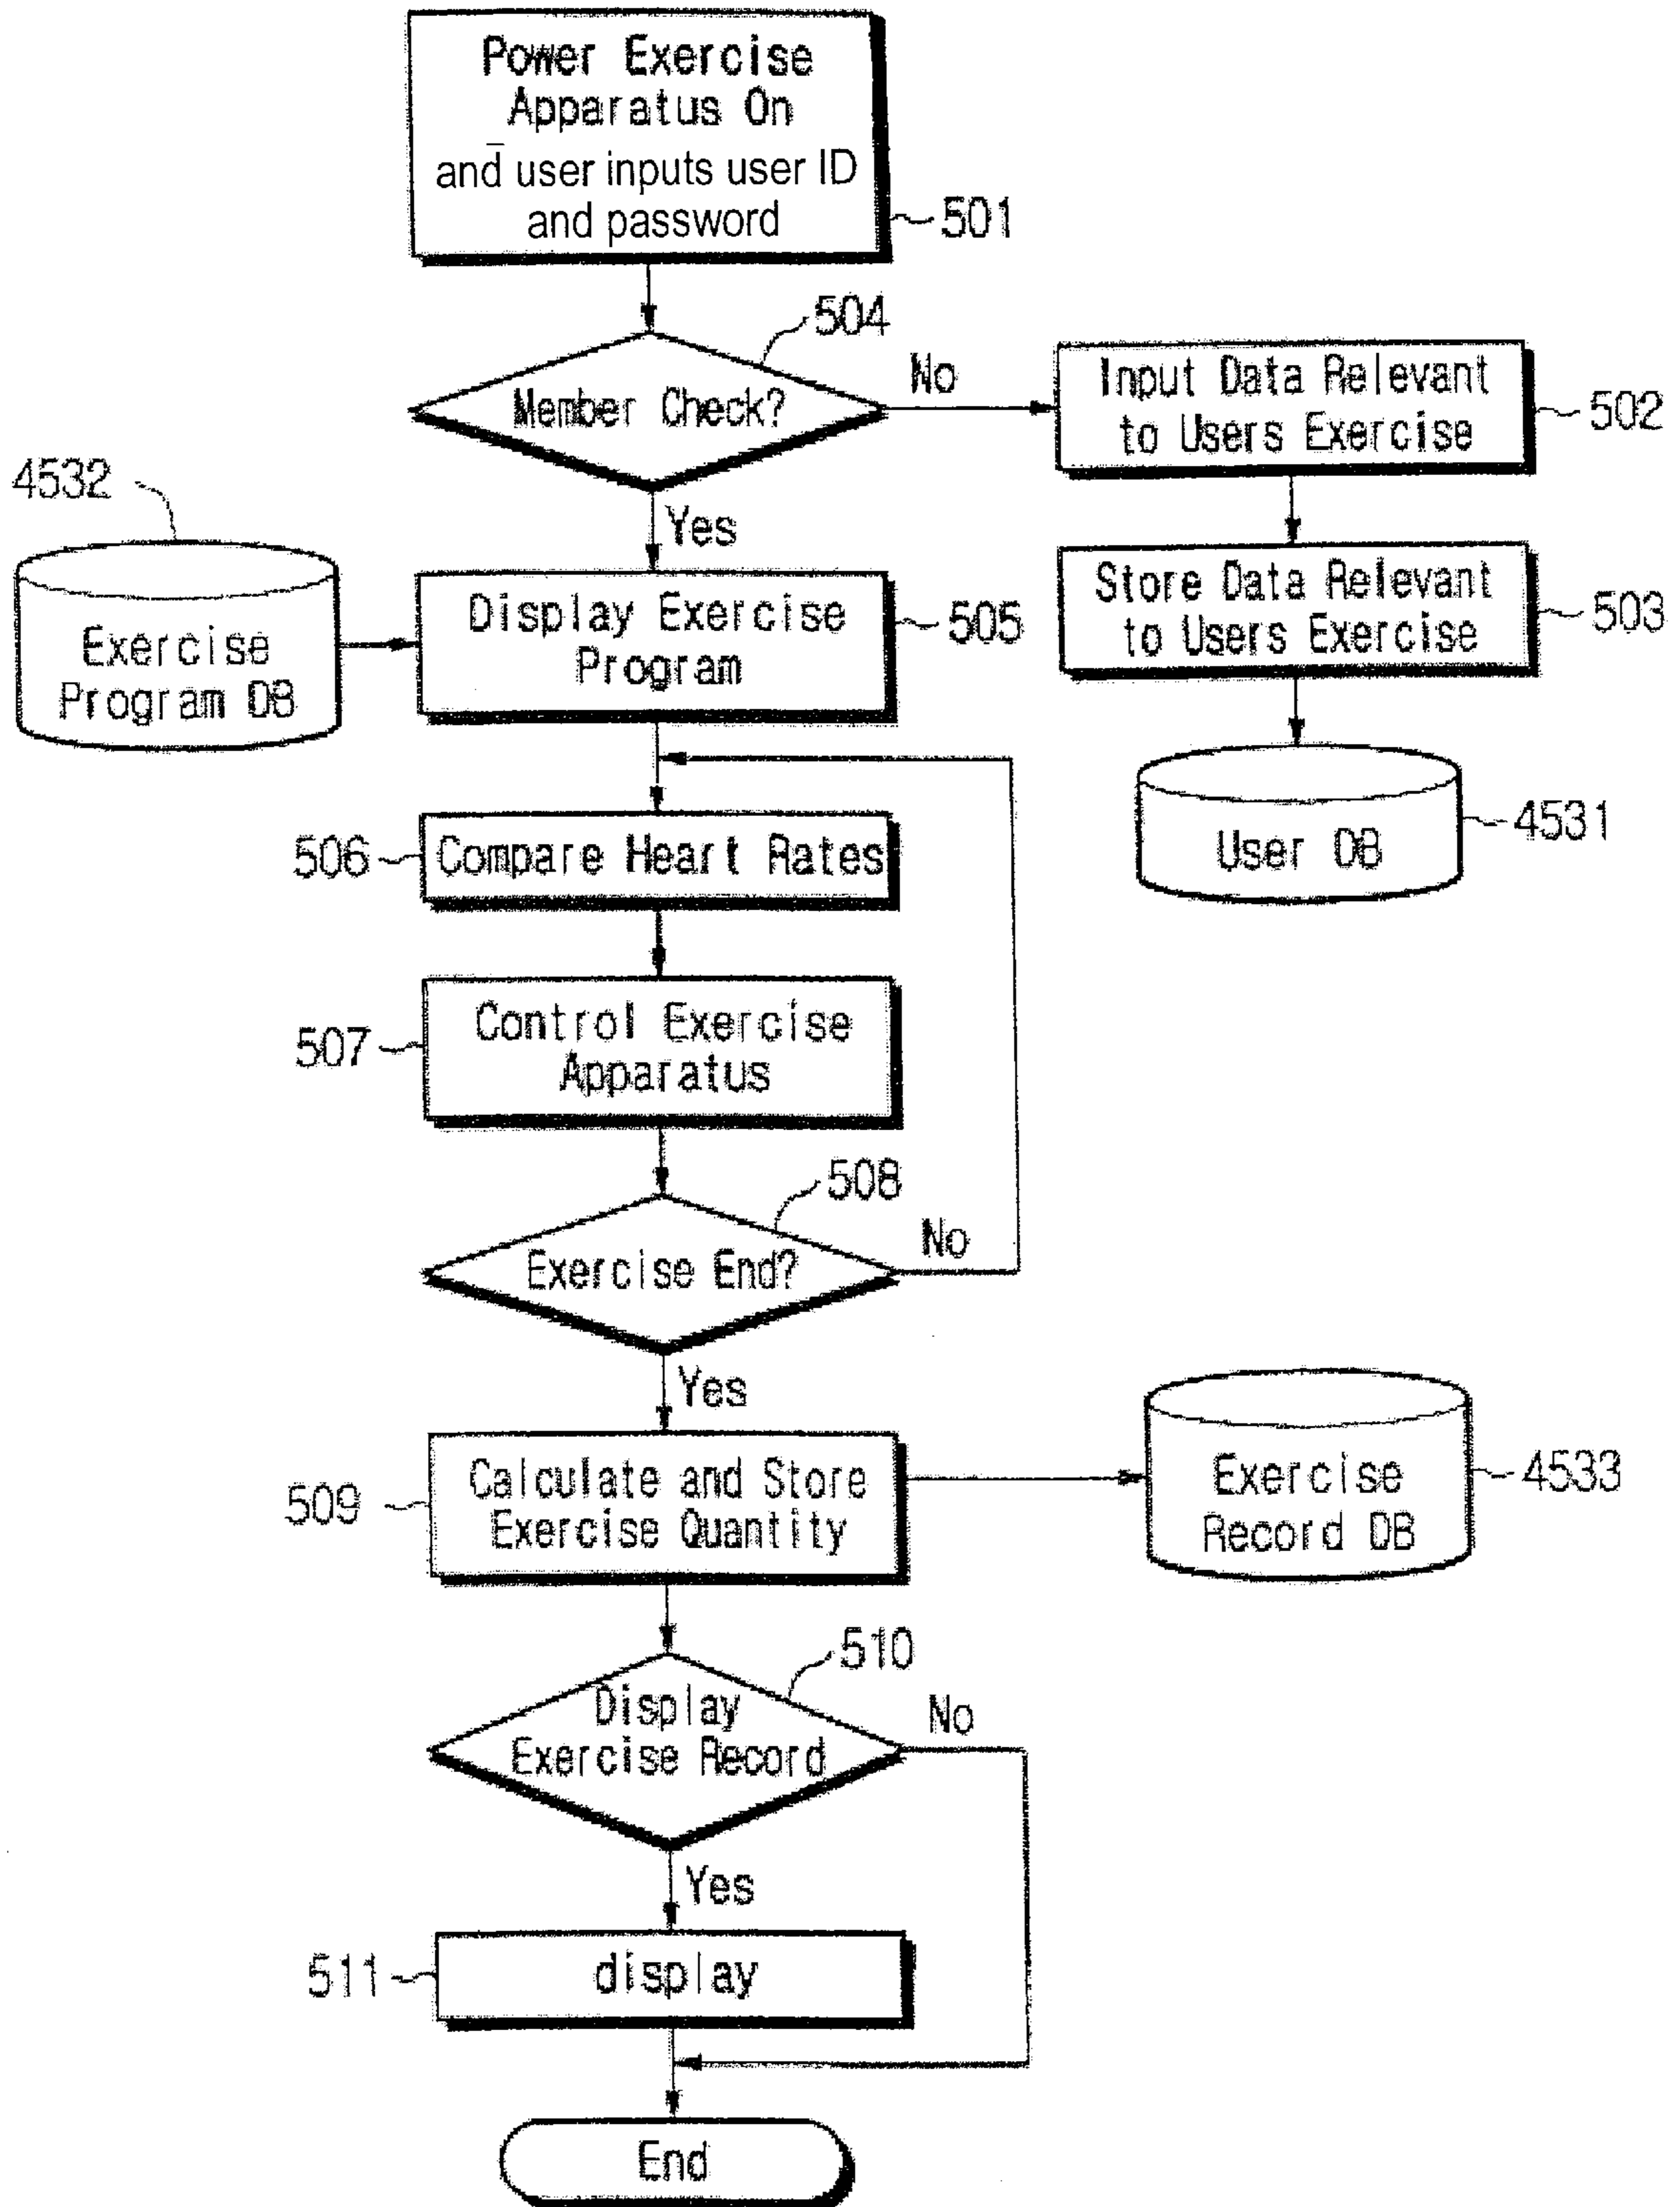 Power Exercise
Apparatus On
and user inputs user ID
and password
501
504
Member Check?
No
Input Data Relevant
to Users Exercise
502
4532
Yes
Store Data Relevant
to Users Exercise
503
Exercise
Program DB
Display Exercise
Program
505
User DB
4531
506
Compare Heart Rates
507
Control Exercise
Apparatus
508
Exercise End?
No
Yes
509
Calculate and Store
Exercise Quantity
Exercise
Record DB
4533
510
Display
Exercise Record
No
Yes
511
display
End